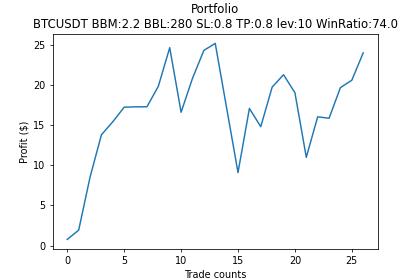 Portfolio
BTCUSDT BBM:2.2 BBL:280 SL:0.8 TP:0.8 lev:10 WinRatio:74.0
25
20
15
10
5
0
Profit ($)
0 5 10 15 20 25
Trade counts